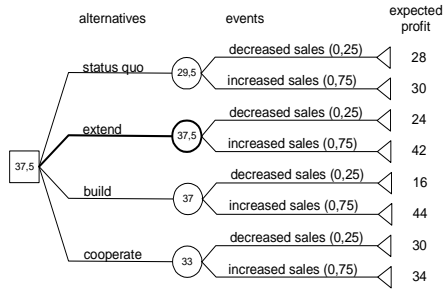 alternatives events expected profit
decreased sales (0,25) 28
status quo 29,5
increased sales (0,75) 30
decreased sales (0,25) 24
extend 37,5
increased sales (0,75) 42
37,5
decreased sales (0,25) 16
build 37
increased sales (0,75) 44
decreased sales (0,25) 30
cooperate 33
increased sales (0,75) 34